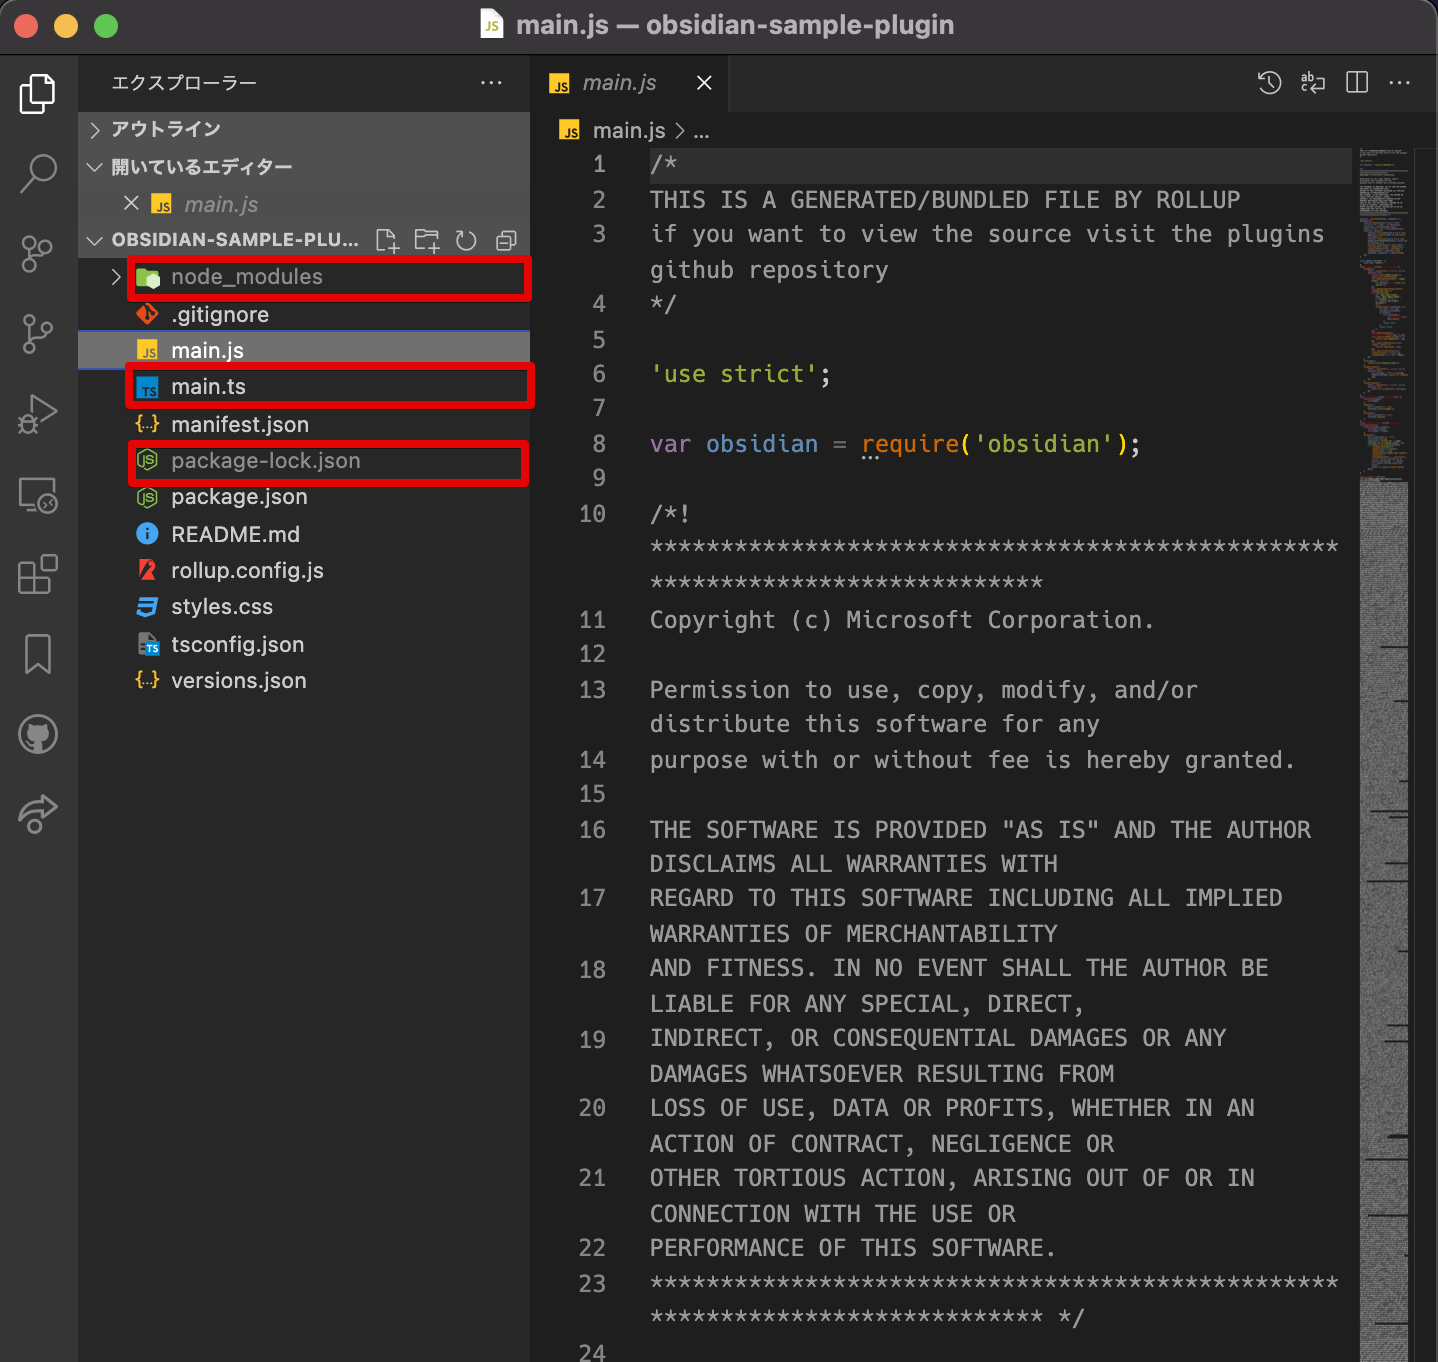 main.js — obsidian-sample-plugin
エクスプローラー
アウトライン
開いているエディター
main.js
OBSIDIAN-SAMPLE-PLU...
node_modules
.gitignore
main.js
main.ts
manifest.json
package-lock.json
package.json
README.md
rollup.config.js
styles.css
tsconfig.json
versions.json
main.js
main.js > ...
1 /*
2 THIS IS A GENERATED/BUNDLED FILE BY ROLLUP
3 if you want to view the source visit the plugins
github repository
4 */
5
6 'use strict';
7
8 var obsidian = require('obsidian');
9
10 /*!
*************************************************
****************************
11 Copyright (c) Microsoft Corporation.
12
13 Permission to use, copy, modify, and/or
distribute this software for any
14 purpose with or without fee is hereby granted.
15
16 THE SOFTWARE IS PROVIDED "AS IS" AND THE AUTHOR
DISCLAIMS ALL WARRANTIES WITH
17 REGARD TO THIS SOFTWARE INCLUDING ALL IMPLIED
WARRANTIES OF MERCHANTABILITY
18 AND FITNESS. IN NO EVENT SHALL THE AUTHOR BE
LIABLE FOR ANY SPECIAL, DIRECT,
19 INDIRECT, OR CONSEQUENTIAL DAMAGES OR ANY
DAMAGES WHATSOEVER RESULTING FROM
20 LOSS OF USE, DATA OR PROFITS, WHETHER IN AN
ACTION OF CONTRACT, NEGLIGENCE OR
21 OTHER TORTIOUS ACTION, ARISING OUT OF OR IN
CONNECTION WITH THE USE OR
22 PERFORMANCE OF THIS SOFTWARE.
23 *************************************************
**************************** */
24